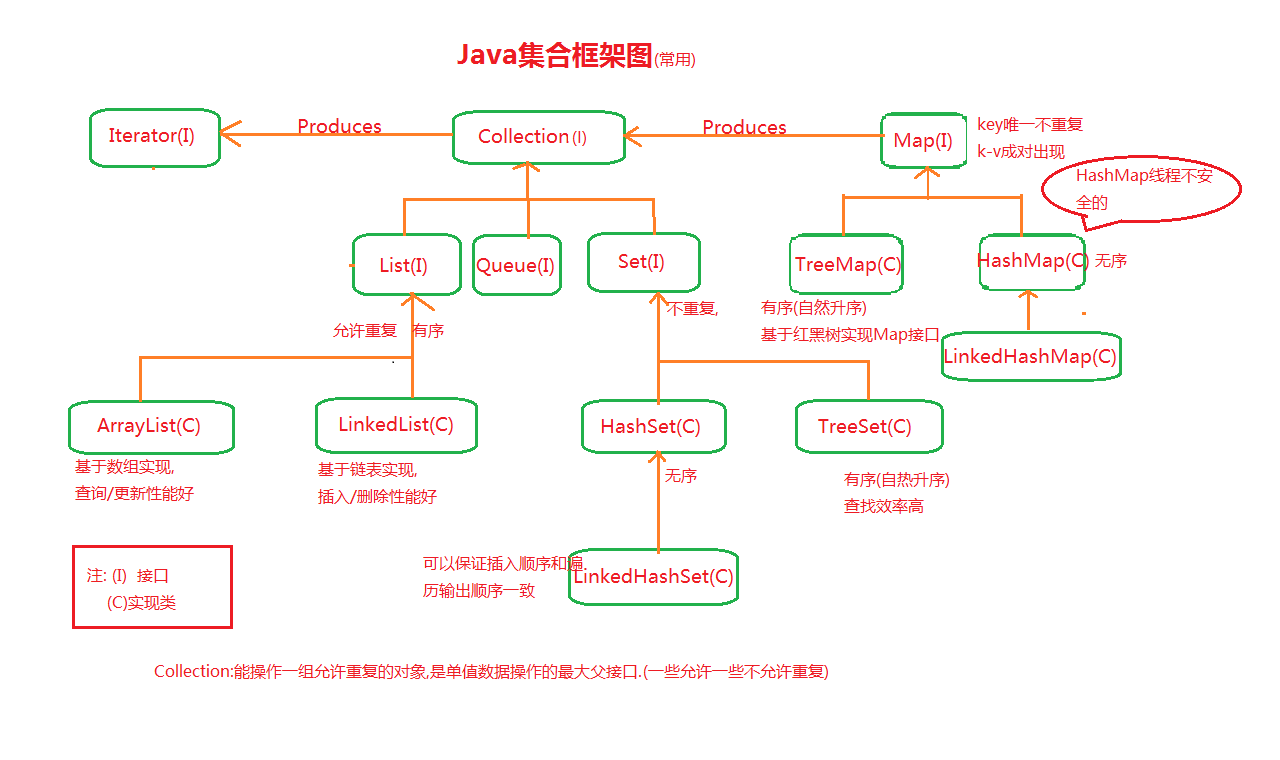 Java集合框架图(常用)
Iterator(I)
Produces
Collection(I)
Produces
Map(I)
key唯一不重复
k-v成对出现
HashMap线程不安
全的
List(I)
Queue(I)
Set(I)
TreeMap(C)
HashMap(C)
无序
允许重复 有序
不重复,
有序(自然升序)
基于红黑树实现Map接口
LinkedHashMap(C)
ArrayList(C)
LinkedList(C)
HashSet(C)
TreeSet(C)
基于数组实现,
查询/更新性能好
基于链表实现,
插入/删除性能好
无序
有序(自热升序)
查找效率高
可以保证插入顺序和遍.
历输出顺序一致
LinkedHashSet(C)
注: (I) 接口
(C)实现类
Collection:能操作一组允许重复的对象,是单值数据操作的最大父接口.(一些允许一些不允许重复)